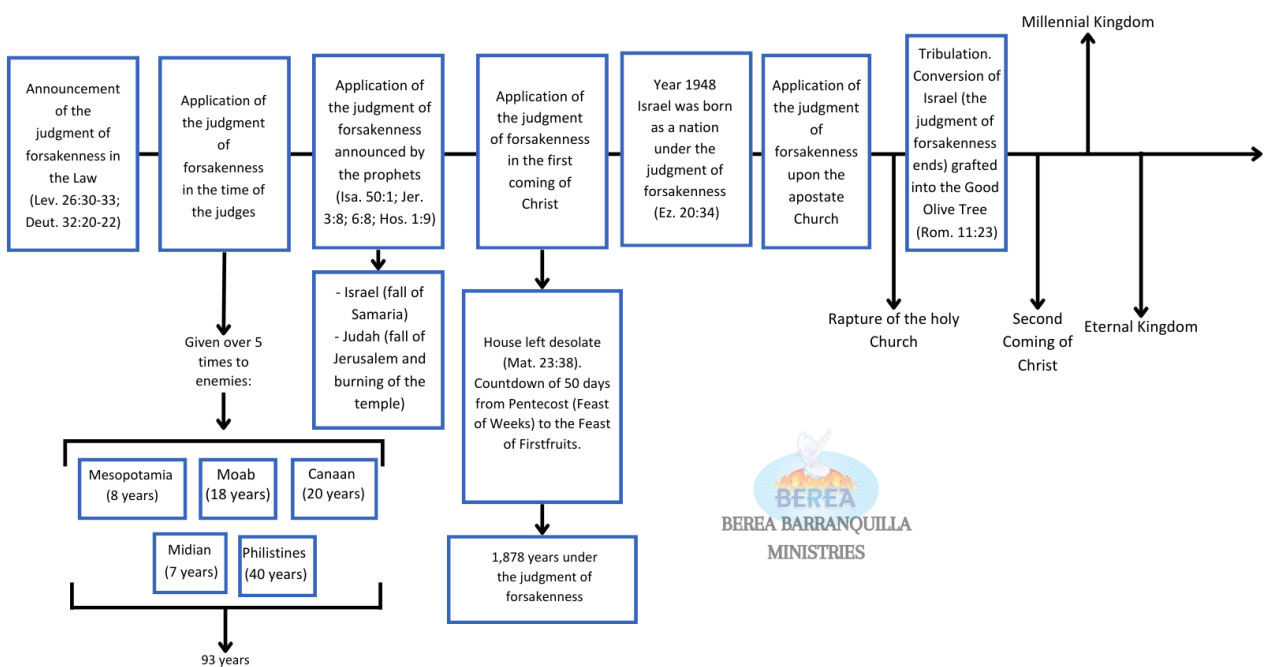 Millennial Kingdom
Announcement
of the
judgment of
forsakenness in
the Law
(Lev. 26:30-33;
Deut. 32:20-22)
Application of
the judgment
of
forsakenness
in the time of
the judges
Application of
the judgment of
forsakenness
announced by
the prophets
(Isa. 50:1; Jer.
3:8; 6:8; Hos. 1:9)
Application of
the judgment
of forsakenness
in the first
coming of
Christ
Year 1948
Israel was born
as a nation
under the
judgment of
forsakenness
(Ez. 20:34)
Application of
the judgment
of
forsakenness
upon the
apostate
Church
Tribulation.
Conversion of
Israel (the
judgment of
forsakenness
ends) grafted
into the Good
Olive Tree
(Rom. 11:23)
Given over 5
times to
enemies:
- Israel (fall of
Samaria)
- Judah (fall of
Jerusalem and
burning of the
temple)
House left desolate
(Mat. 23:38).
Countdown of 50 days
from Pentecost (Feast
of Weeks) to the Feast
of Firstfruits.
Rapture of the holy
Church
Second
Coming of
Christ
Eternal Kingdom
Mesopotamia
(8 years)
Moab
(18 years)
Canaan
(20 years)
Midian
(7 years)
Philistines
(40 years)
93 years
1,878 years under
the judgment of
forsakenness
BEREA
BEREA BARRANQUILLA
MINISTRIES